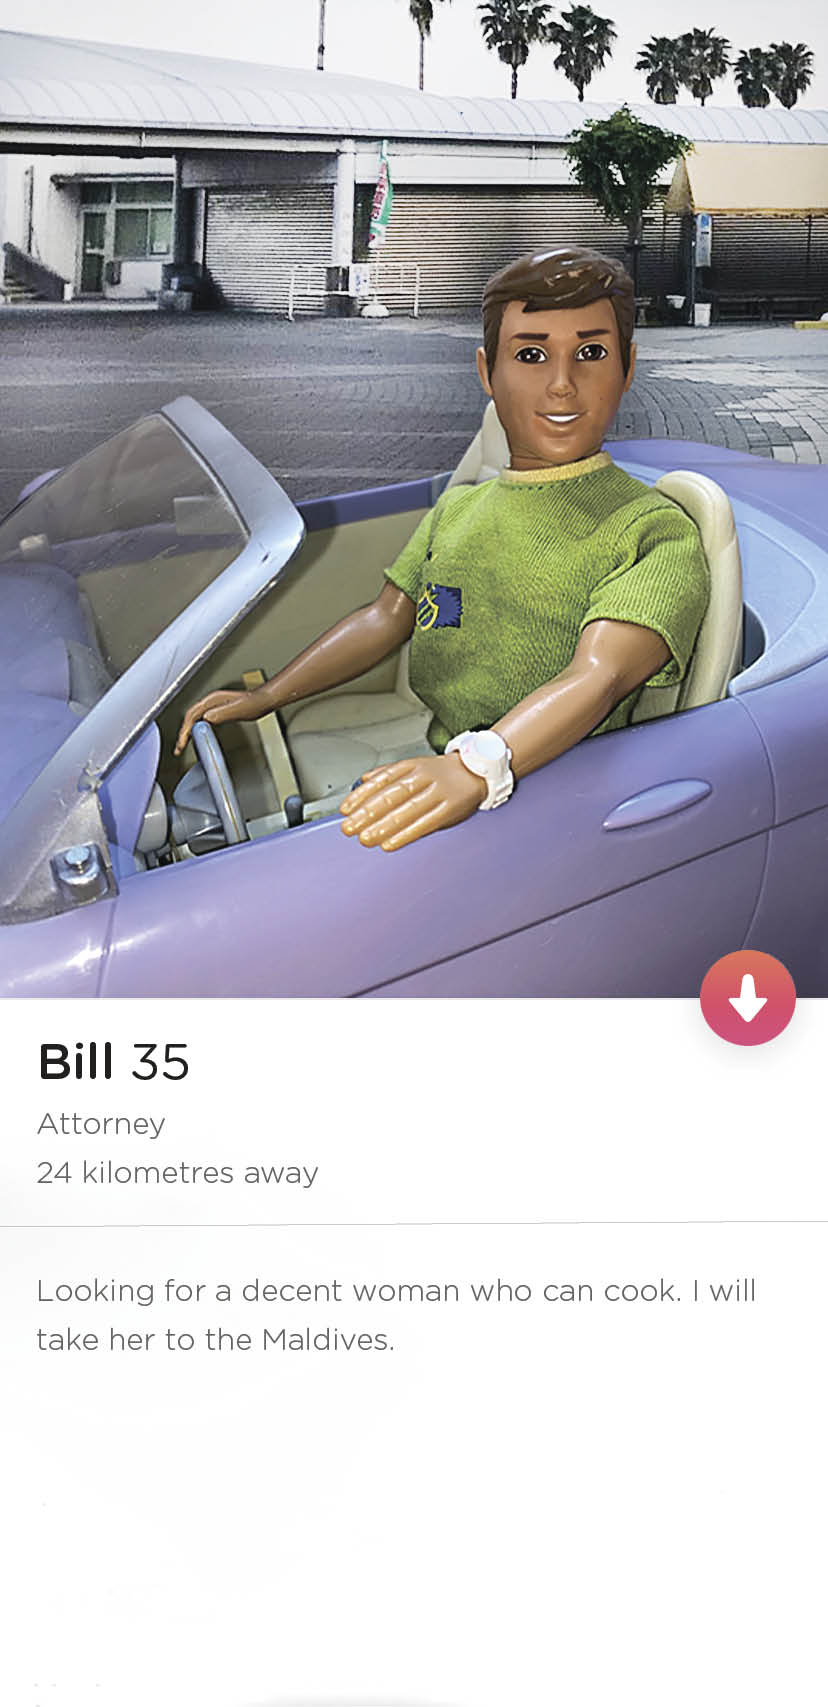 Bill 35
Attorney
24 kilometres away
Looking for a decent woman who can cook. I will
take her to the Maldives.